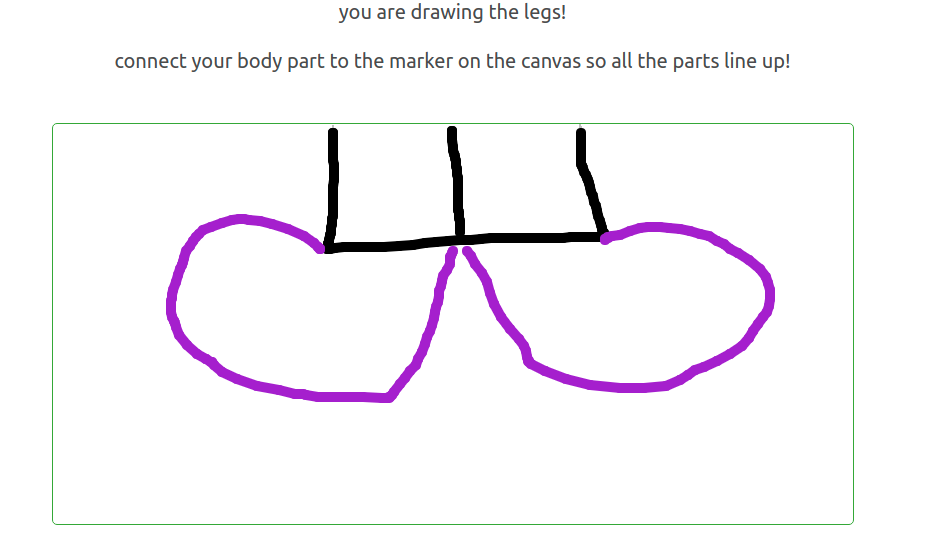 you are drawing the legs!
connect your body part to the marker on the canvas so all the parts line up!